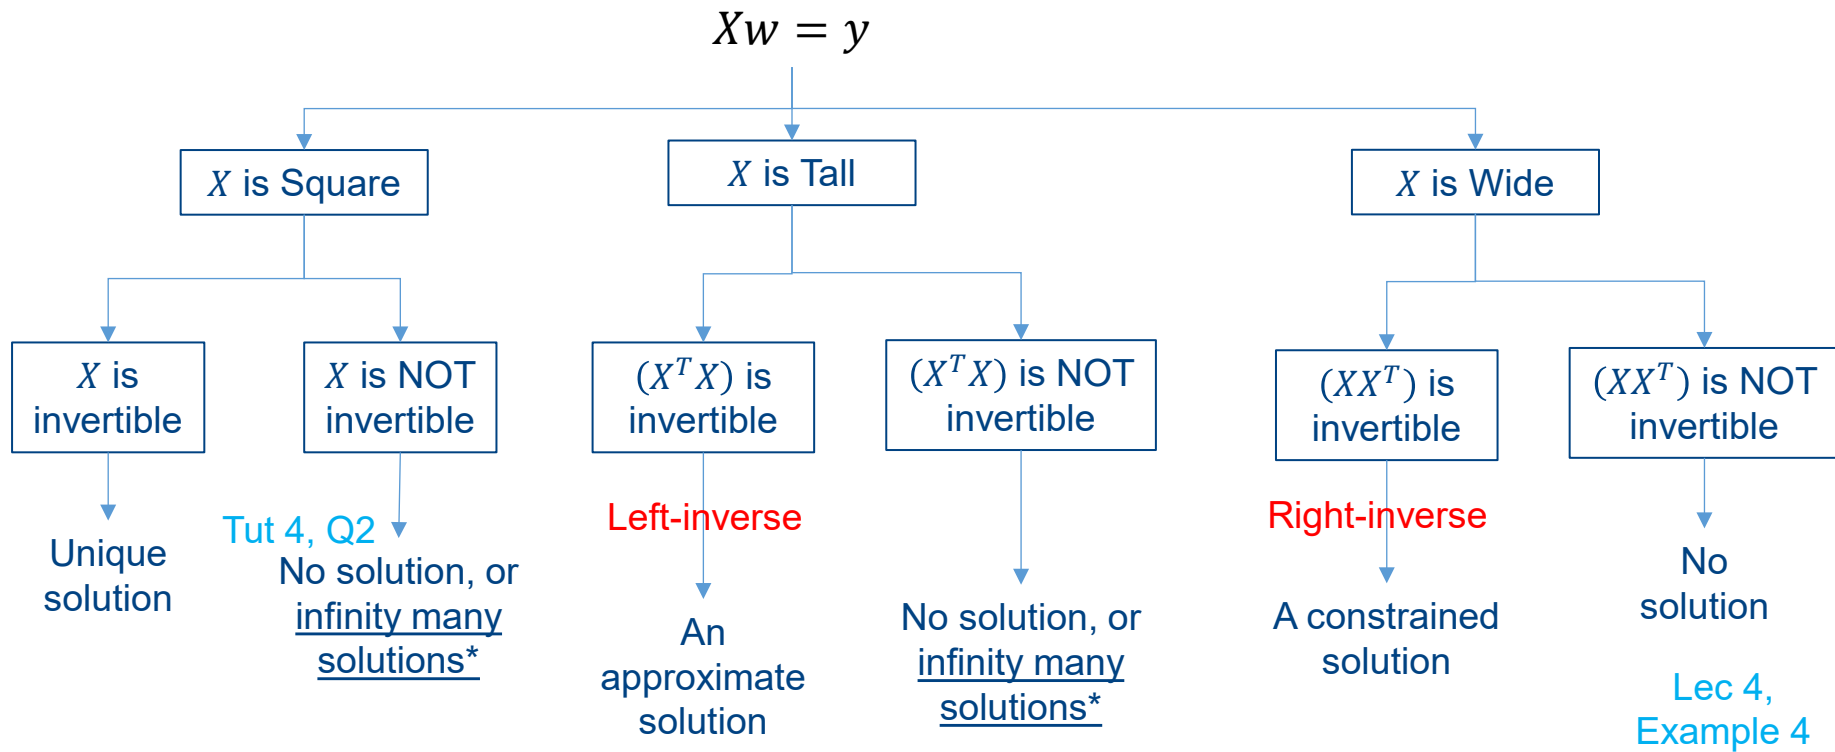 Xw = y
X is Square
X is Tall
X is Wide
X is
invertible
X is NOT
invertible
(X^T X) is
invertible
(X^T X) is NOT
invertible
(XX^T) is
invertible
(XX^T) is NOT
invertible
Unique
solution
Tut 4, Q2
No solution, or
infinity many
solutions*
Left-inverse
An
approximate
solution
No solution, or
infinity many
solutions*
Right-inverse
A constrained
solution
No
solution
Lec 4,
Example 4